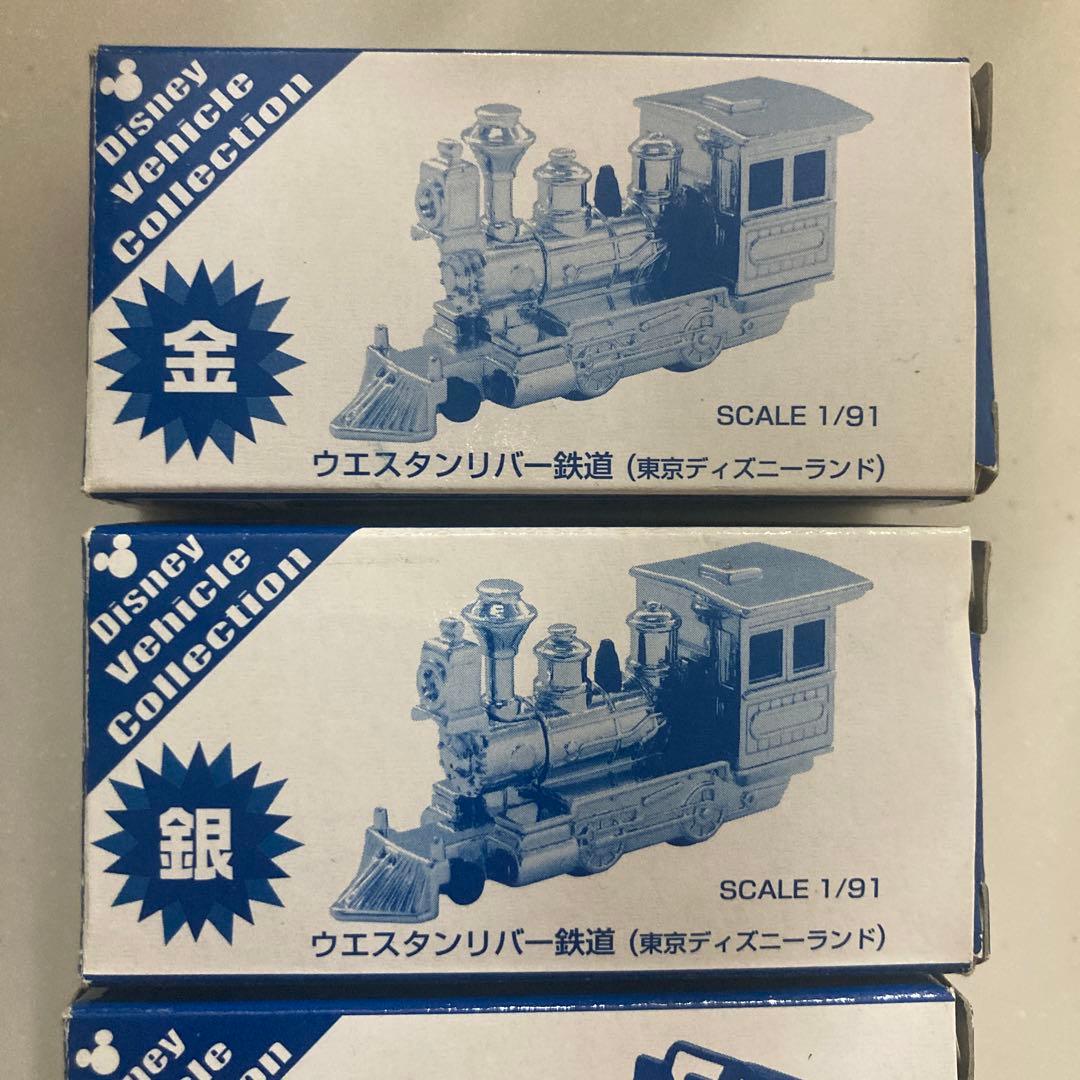 Disney
Vehicle
Collection
金
SCALE 1/91
ウエスタンリバー鉄道 (東京ディズニーランド)
Disney
Vehicle
Collection
銀
SCALE 1/91
ウエスタンリバー鉄道 (東京ディズニーランド)